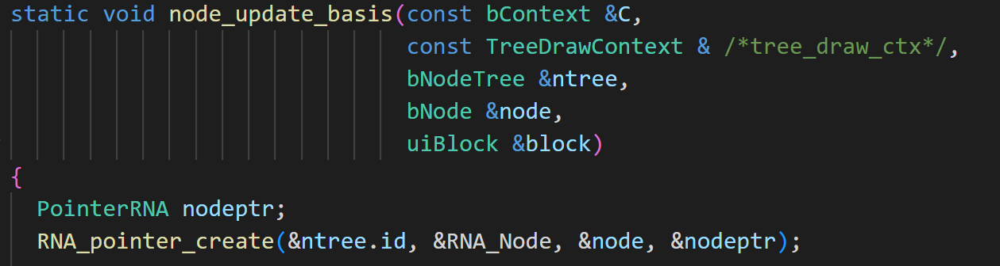 static void node_update_basis(const bContext &C,
                              const TreeDrawContext & /*tree_draw_ctx*/,
                              bNodeTree &ntree,
                              bNode &node,
                              uiBlock &block)
{
  PointerRNA nodeptr;
  RNA_pointer_create(&ntree.id, &RNA_Node, &node, &nodeptr);